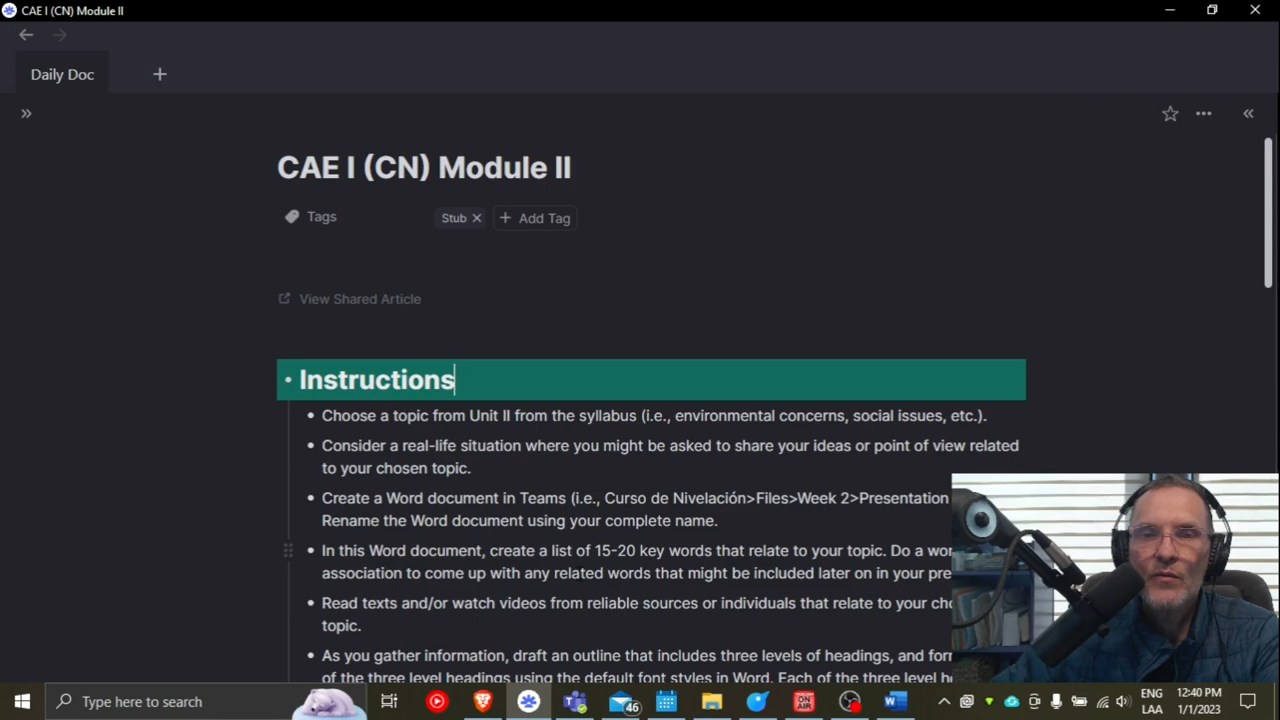 CAE I (CN) Module II
Daily Doc
CAE I (CN) Module II
Tags
Stub
Add Tag
View Shared Article
Instructions
Choose a topic from Unit II from the syllabus (i.e., environmental concerns, social issues, etc.).
Consider a real-life situation where you might be asked to share your ideas or point of view related
to your chosen topic.
Create a Word document in Teams (i.e., Curso de Nivelación>Files>Week 2>Presentation
Rename the Word document using your complete name.
In this Word document, create a list of 15-20 key words that relate to your topic. Do a wor
association to come up with any related words that might be included later on in your pre
Read texts and/or watch videos from reliable sources or individuals that relate to your cho
topic.
As you gather information, draft an outline that includes three levels of headings, and for
of the three level headings using the default font styles in Word. Each of the three level he
Type here to search
46
ON AIR
ENG
LAA
12:40 PM
1/1/2023